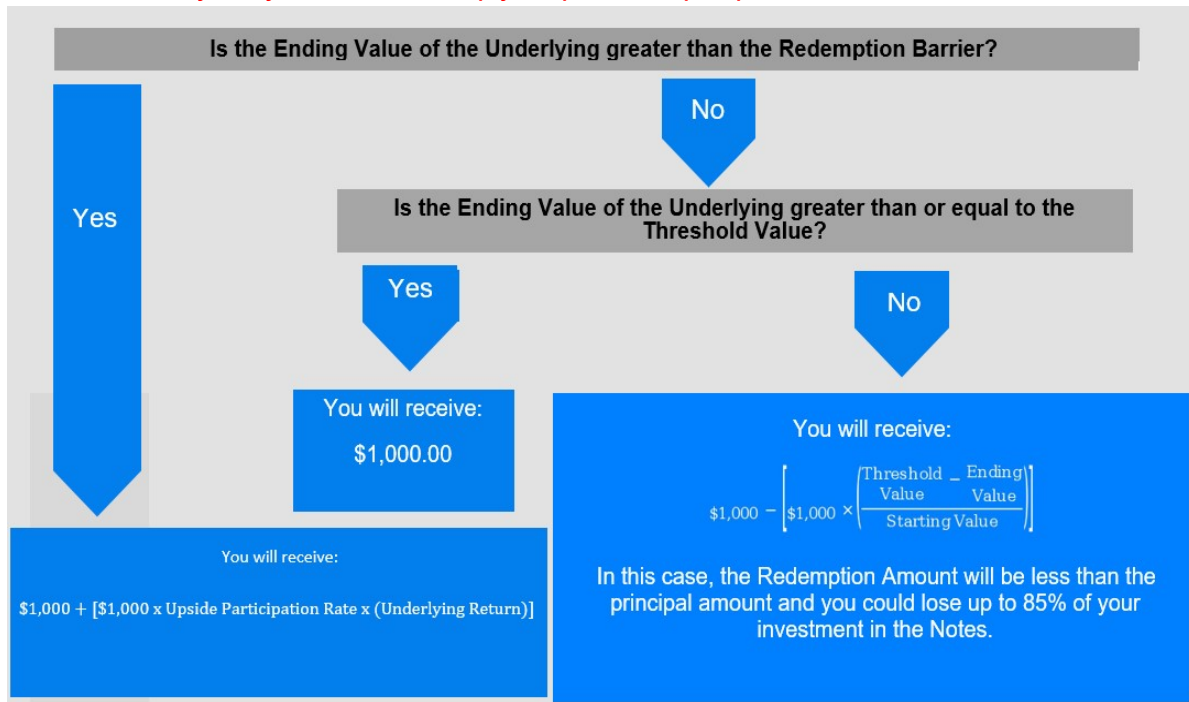 Is the Ending Value of the Underlying greater than the Redemption Barrier?
Yes
No
Is the Ending Value of the Underlying greater than or equal to the
Threshold Value?
Yes
No
You will receive:
$1,000.00
You will receive:
$1,000 − [$1,000 × (Threshold Value − Ending Value / Starting Value)]
In this case, the Redemption Amount will be less than the
principal amount and you could lose up to 85% of your
investment in the Notes.
You will receive:
$1,000 + [$1,000 x Upside Participation Rate x (Underlying Return)]